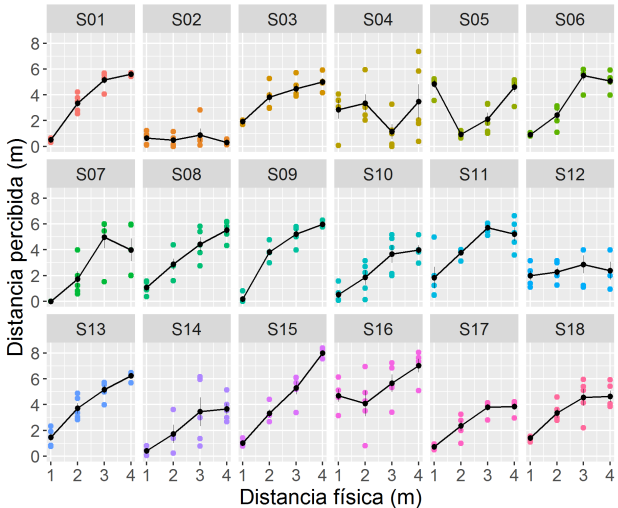 S01 S02 S03 S04 S05 S06
8
6
4
2
0
S07 S08 S09 S10 S11 S12
8
6
4
2
0
S13 S14 S15 S16 S17 S18
8
6
4
2
0
1 2 3 4 1 2 3 4 1 2 3 4 1 2 3 4 1 2 3 4 1 2 3 4
Distancia percibida (m)
Distancia física (m)